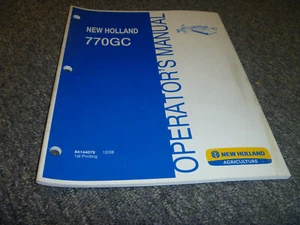 NEW HOLLAND
770GC
OPERATOR'S MANUAL
1st Printing
NEW HOLLAND
AGRICULTURE